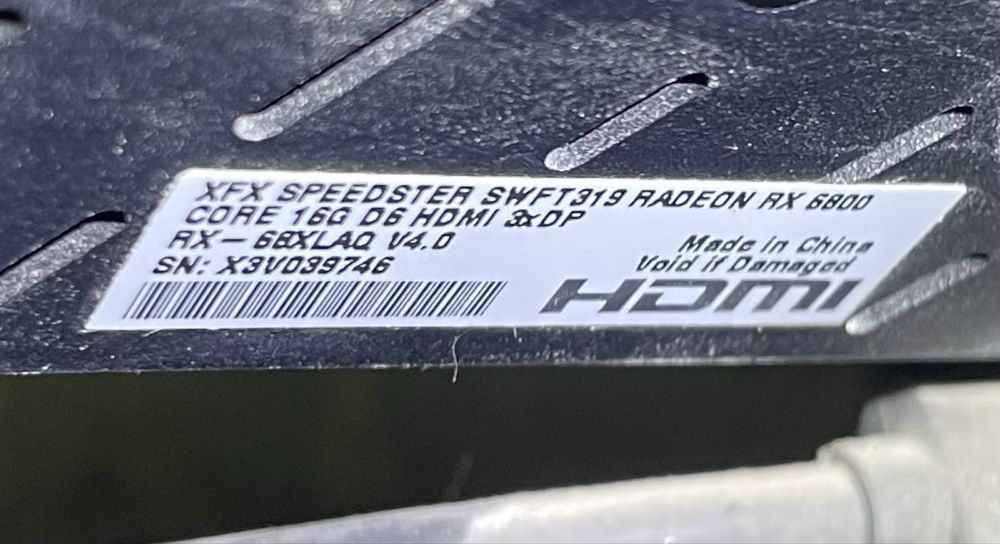 XFX SPEEDSTER SWFT319 RADEON RX 6800
CORE 16G D6 HDMI 3xDP
RX-68XLAQ V4.0
SN: X3V039746
Made in China
Void if Damaged
HDMI